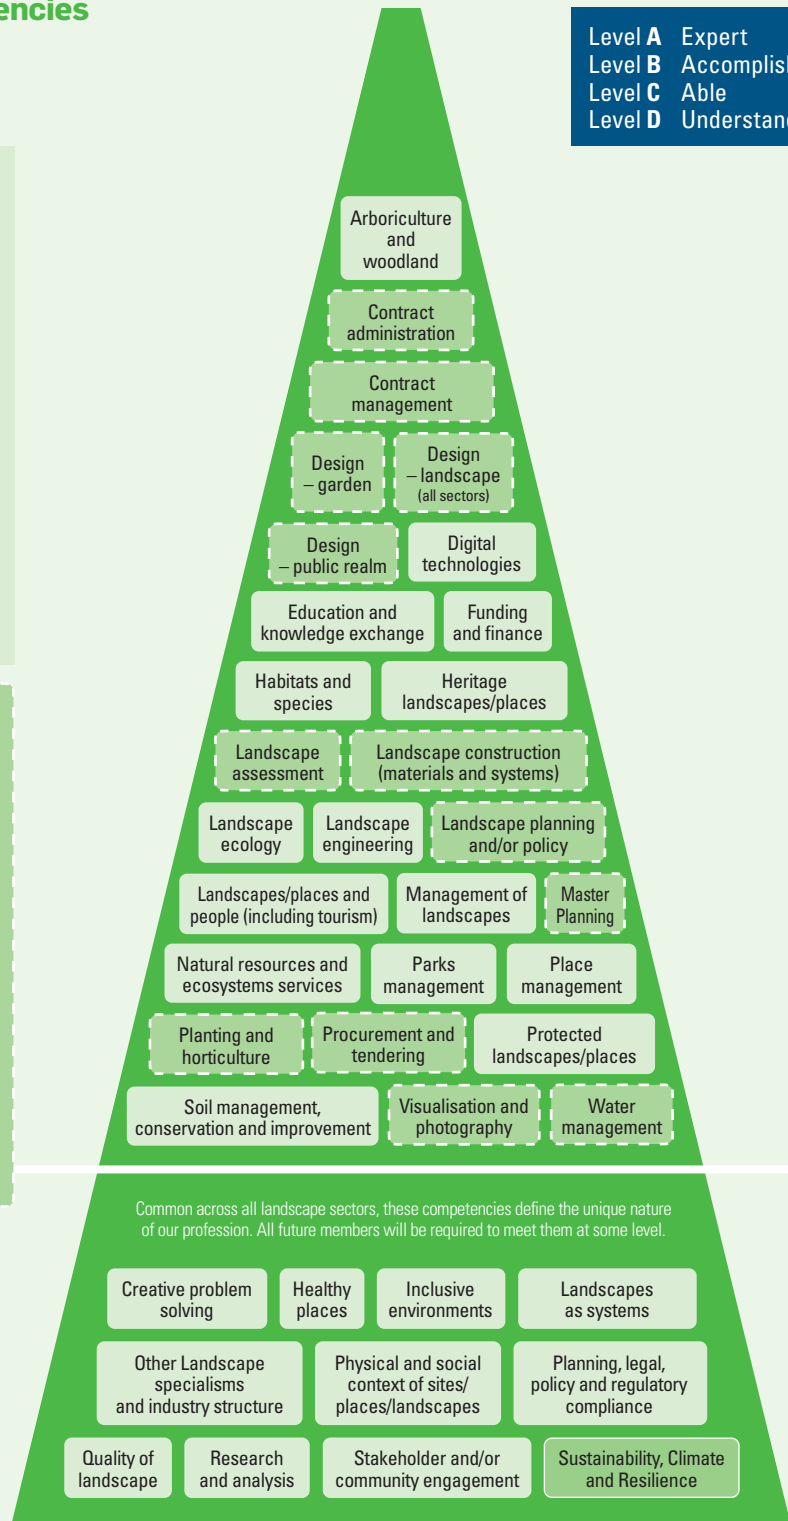 Level A Expert
Level B
Level C Able
Level D
Arboriculture
and
woodland
Contract
administration
Contract
management
Design
– garden
Design
– landscape
(all sectors)
Design
– public realm
Digital
technologies
Education and
knowledge exchange
Funding
and finance
Habitats and
species
Heritage
landscapes/places
Landscape
assessment
Landscape construction
(materials and systems)
Landscape
ecology
Landscape
engineering
Landscape planning
and/or policy
Landscapes/places and
people (including tourism)
Management of
landscapes
Master
Planning
Natural resources and
ecosystems services
Parks
management
Place
management
Planting and
horticulture
Procurement and
tendering
Protected
landscapes/places
Soil management,
conservation and improvement
Visualisation and
photography
Water
management
Common across all landscape sectors, these competencies define the unique nature
of our profession. All future members will be required to meet them at some level.
Creative problem
solving
Healthy
places
Inclusive
environments
Landscapes
as systems
Other Landscape
specialisms
and industry structure
Physical and social
context of sites/
places/landscapes
Planning, legal,
policy and regulatory
compliance
Quality of
landscape
Research
and analysis
Stakeholder and/or
community engagement
Sustainability, Climate
and Resilience